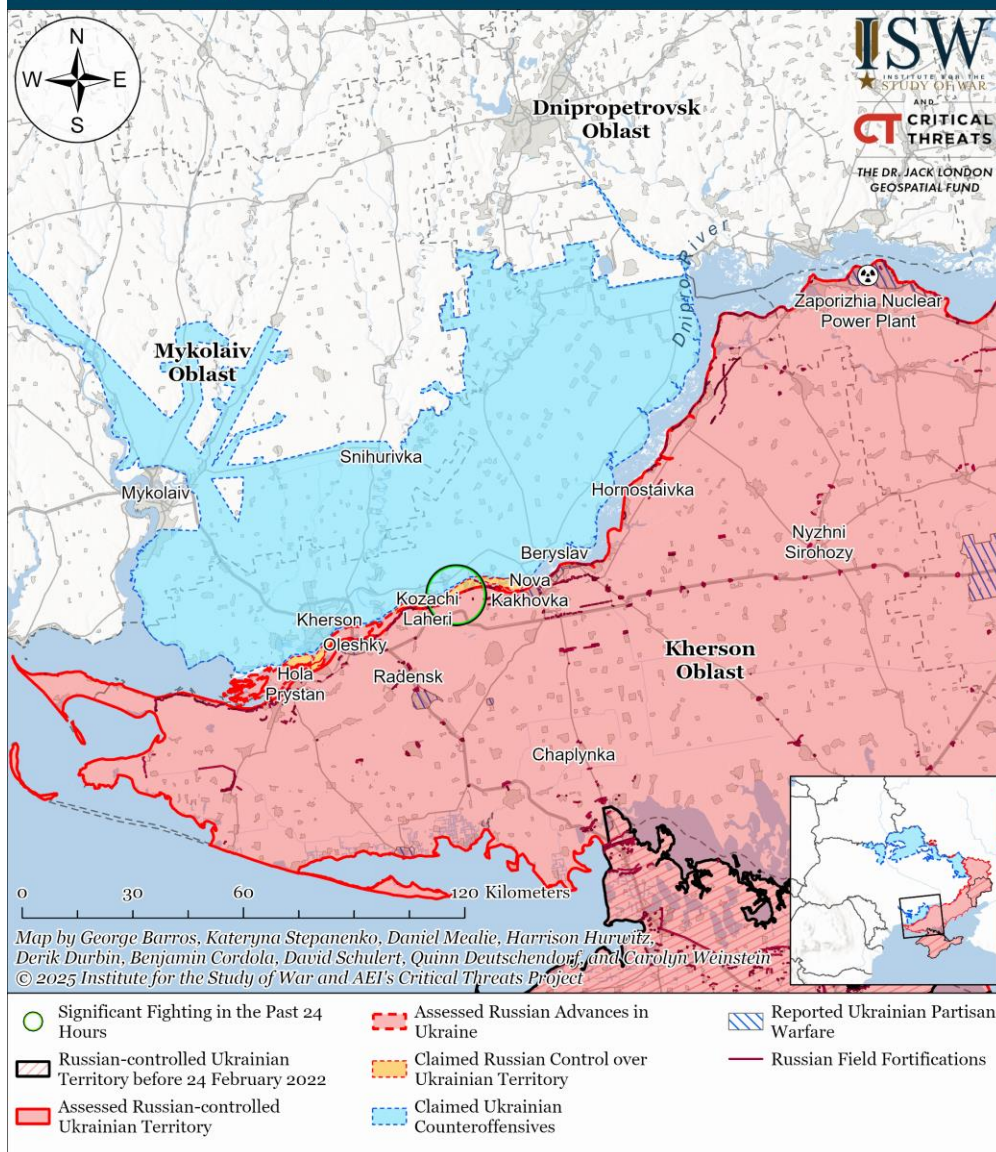 N
W
E
S
ISW
INSTITUTE FOR THE
STUDY OF WAR
AND
CT CRITICAL
THREATS
THE DR. JACK LONDON
GEOSPATIAL FUND
Dnipropetrovsk
Oblast
Dnipro River
Zaporizhia Nuclear
Power Plant
Mykolaiv
Oblast
Snihurivka
Mykolaiv
Hornostaivka
Nyzhni
Sirohozy
Beryslav
Nova
Kakhovka
Kozachi
Laheri
Kherson
Oleshky
Hola
Prystan
Radensk
Kherson
Oblast
Chaplynka
0 30 60 120 Kilometers
Map by George Barros, Kateryna Stepanenko, Daniel Mealie, Harrison Hurwitz,
Derik Durbin, Benjamin Cordola, David Schulert, Quinn Deutschendorf, and Carolyn Weinstein
© 2025 Institute for the Study of War and AEI's Critical Threats Project
Significant Fighting in the Past 24
Hours
Russian-controlled Ukrainian
Territory before 24 February 2022
Assessed Russian-controlled
Ukrainian Territory
Assessed Russian Advances in
Ukraine
Claimed Russian Control over
Ukrainian Territory
Claimed Ukrainian
Counteroffensives
Reported Ukrainian Partisan
Warfare
Russian Field Fortifications